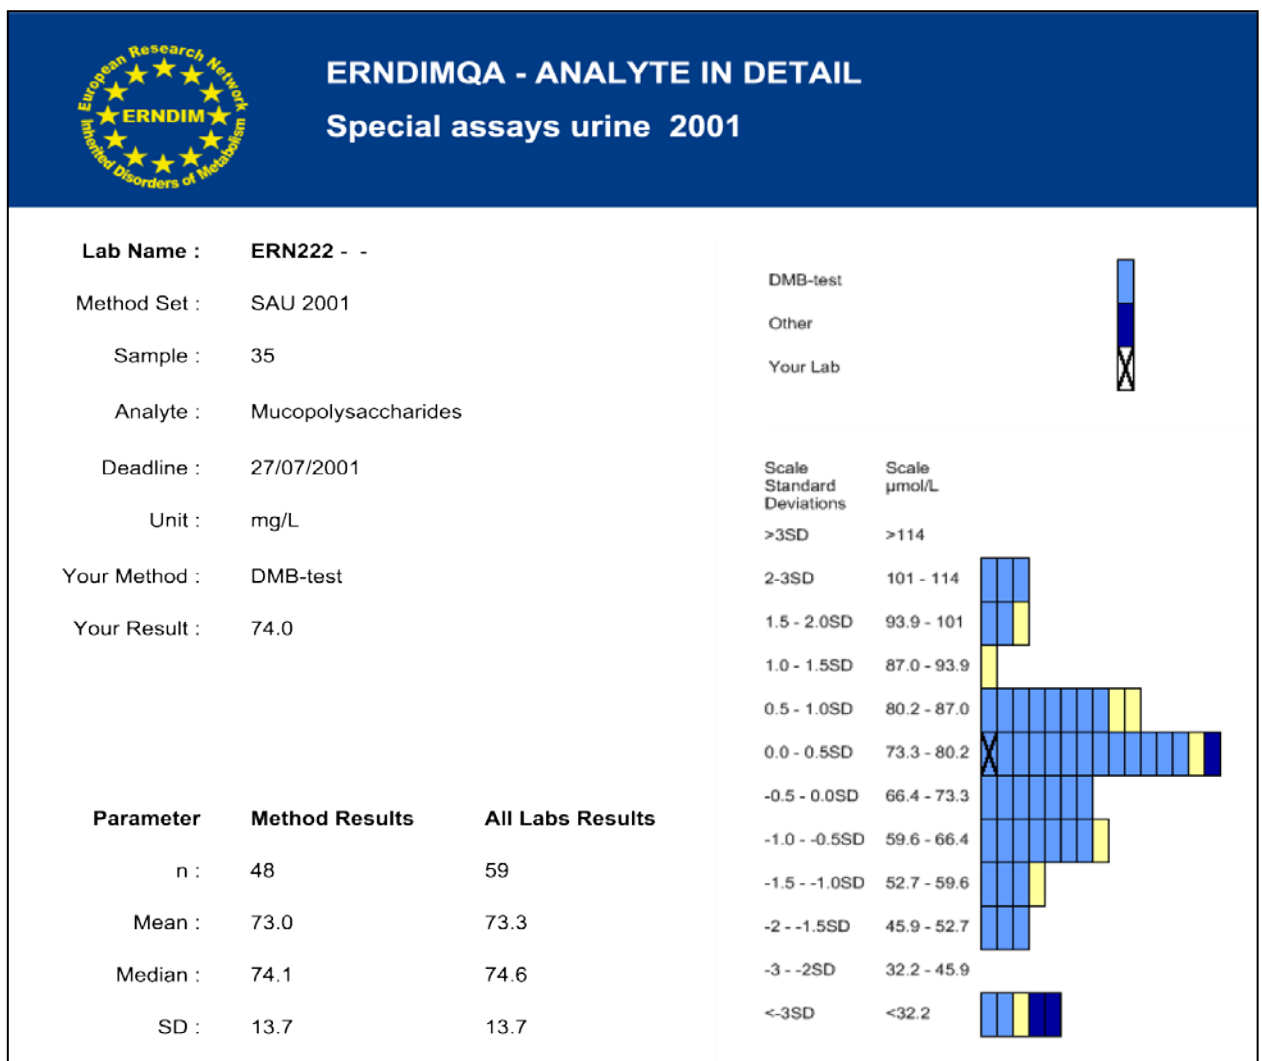 European Research Network
ERNDIM
Inherited Disorders of Metabolism
ERNDIMQA - ANALYTE IN DETAIL
Special assays urine 2001
Lab Name : ERN222 - -
Method Set : SAU 2001
Sample : 35
Analyte : Mucopolysaccharides
Deadline : 27/07/2001
Unit : mg/L
Your Method : DMB-test
Your Result : 74.0
Parameter Method Results All Labs Results
n : 48 59
Mean : 73.0 73.3
Median : 74.1 74.6
SD : 13.7 13.7
DMB-test
Other
Your Lab
Scale Scale
Standard µmol/L
Deviations
>3SD >114
2-3SD 101 - 114
1.5 - 2.0SD 93.9 - 101
1.0 - 1.5SD 87.0 - 93.9
0.5 - 1.0SD 80.2 - 87.0
0.0 - 0.5SD 73.3 - 80.2
-0.5 - 0.0SD 66.4 - 73.3
-1.0 - -0.5SD 59.6 - 66.4
-1.5 - -1.0SD 52.7 - 59.6
-2 - -1.5SD 45.9 - 52.7
-3 - -2SD 32.2 - 45.9
<-3SD <32.2